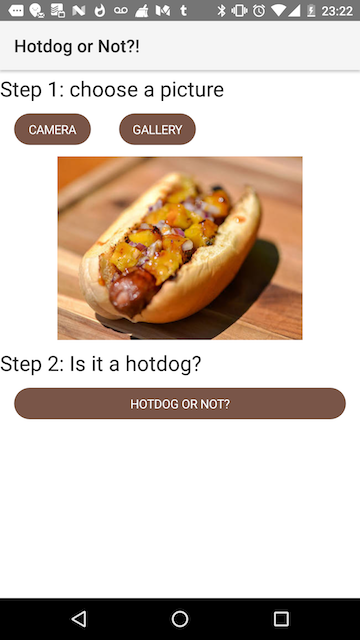 23:22
Hotdog or Not?!
Step 1: choose a picture
CAMERA GALLERY
Step 2: Is it a hotdog?
HOTDOG OR NOT?